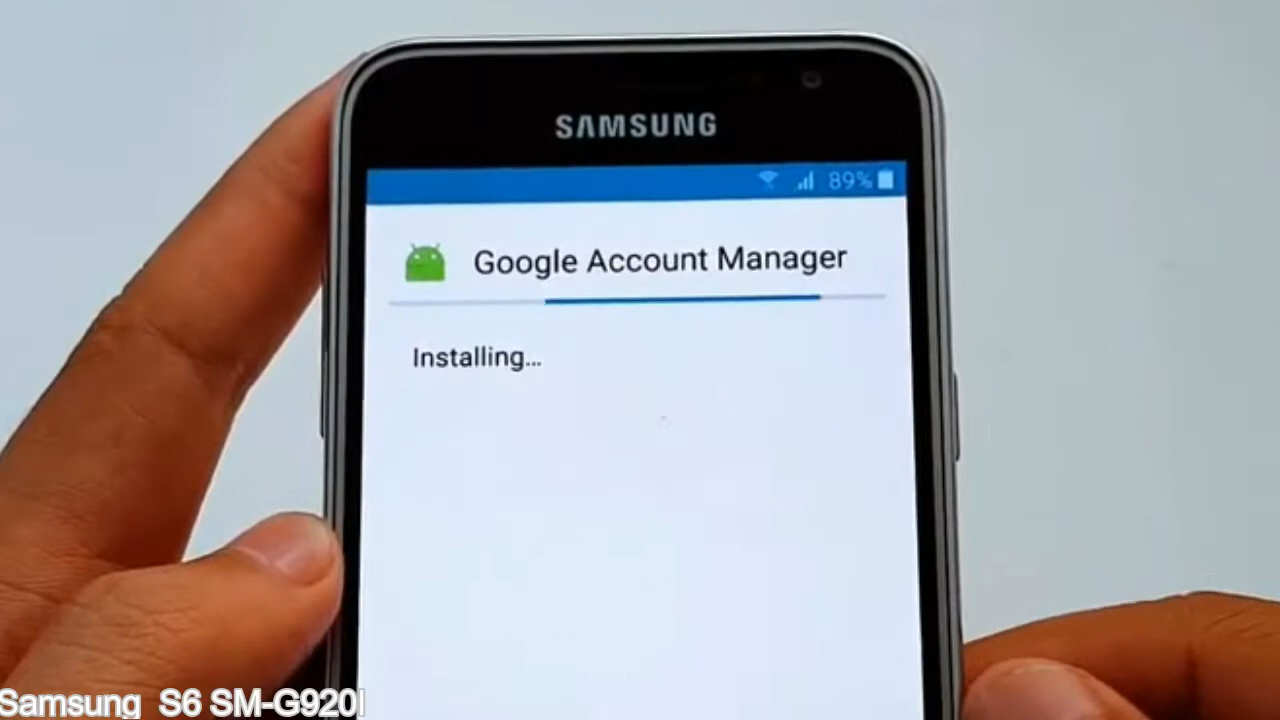 SAMSUNG
89%
Google Account Manager
Installing...
Samsung  S6 SM-G920I